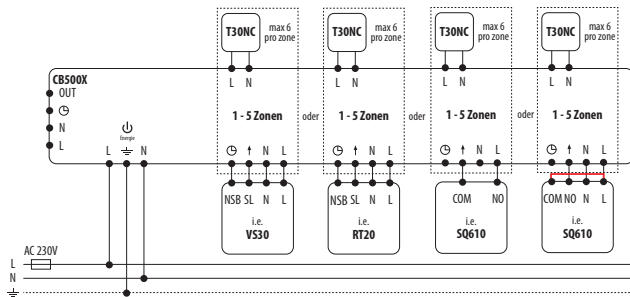 T30NC max 6 pro zone T30NC max 6 pro zone T30NC max 6 pro zone T30NC max 6 pro zone
CB500X
L N L N L N L N
OUT
1 - 5 Zonen oder 1 - 5 Zonen oder 1 - 5 Zonen oder 1 - 5 Zonen
N
Energie
L
L N N L N L N L N L
NSB SL N L NSB SL N L COM NO COM NO N L
i.e. i.e. i.e. i.e.
VS30 RT20 SQ610 SQ610
AC 230V
L
N